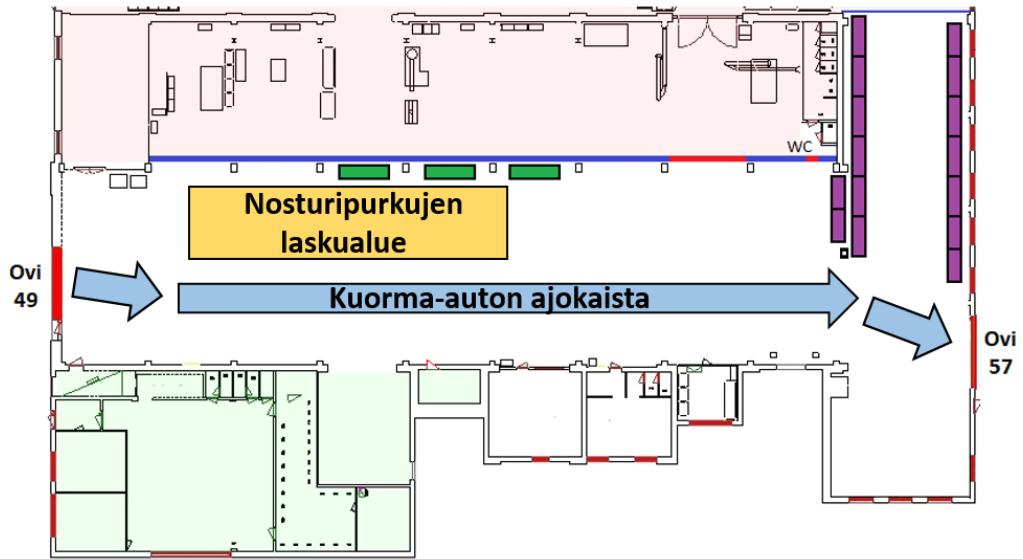 WC
Nosturipurkujen
laskualue
Ovi
49
Kuorma-auton ajokaista
Ovi
57